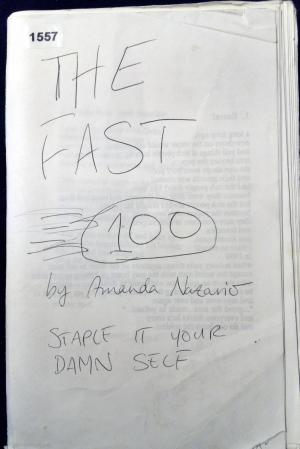 1557
THE
FAST
100
by Amanda Nazario
STAPLE IT YOUR
DAMN SELF